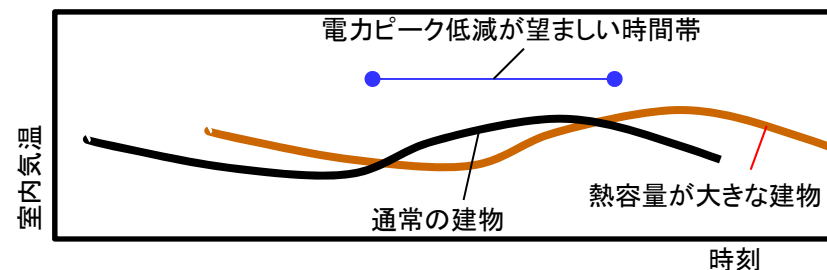 電力ピーク低減が望ましい時間帯
室内気温
熱容量が大きな建物
通常の建物
時刻